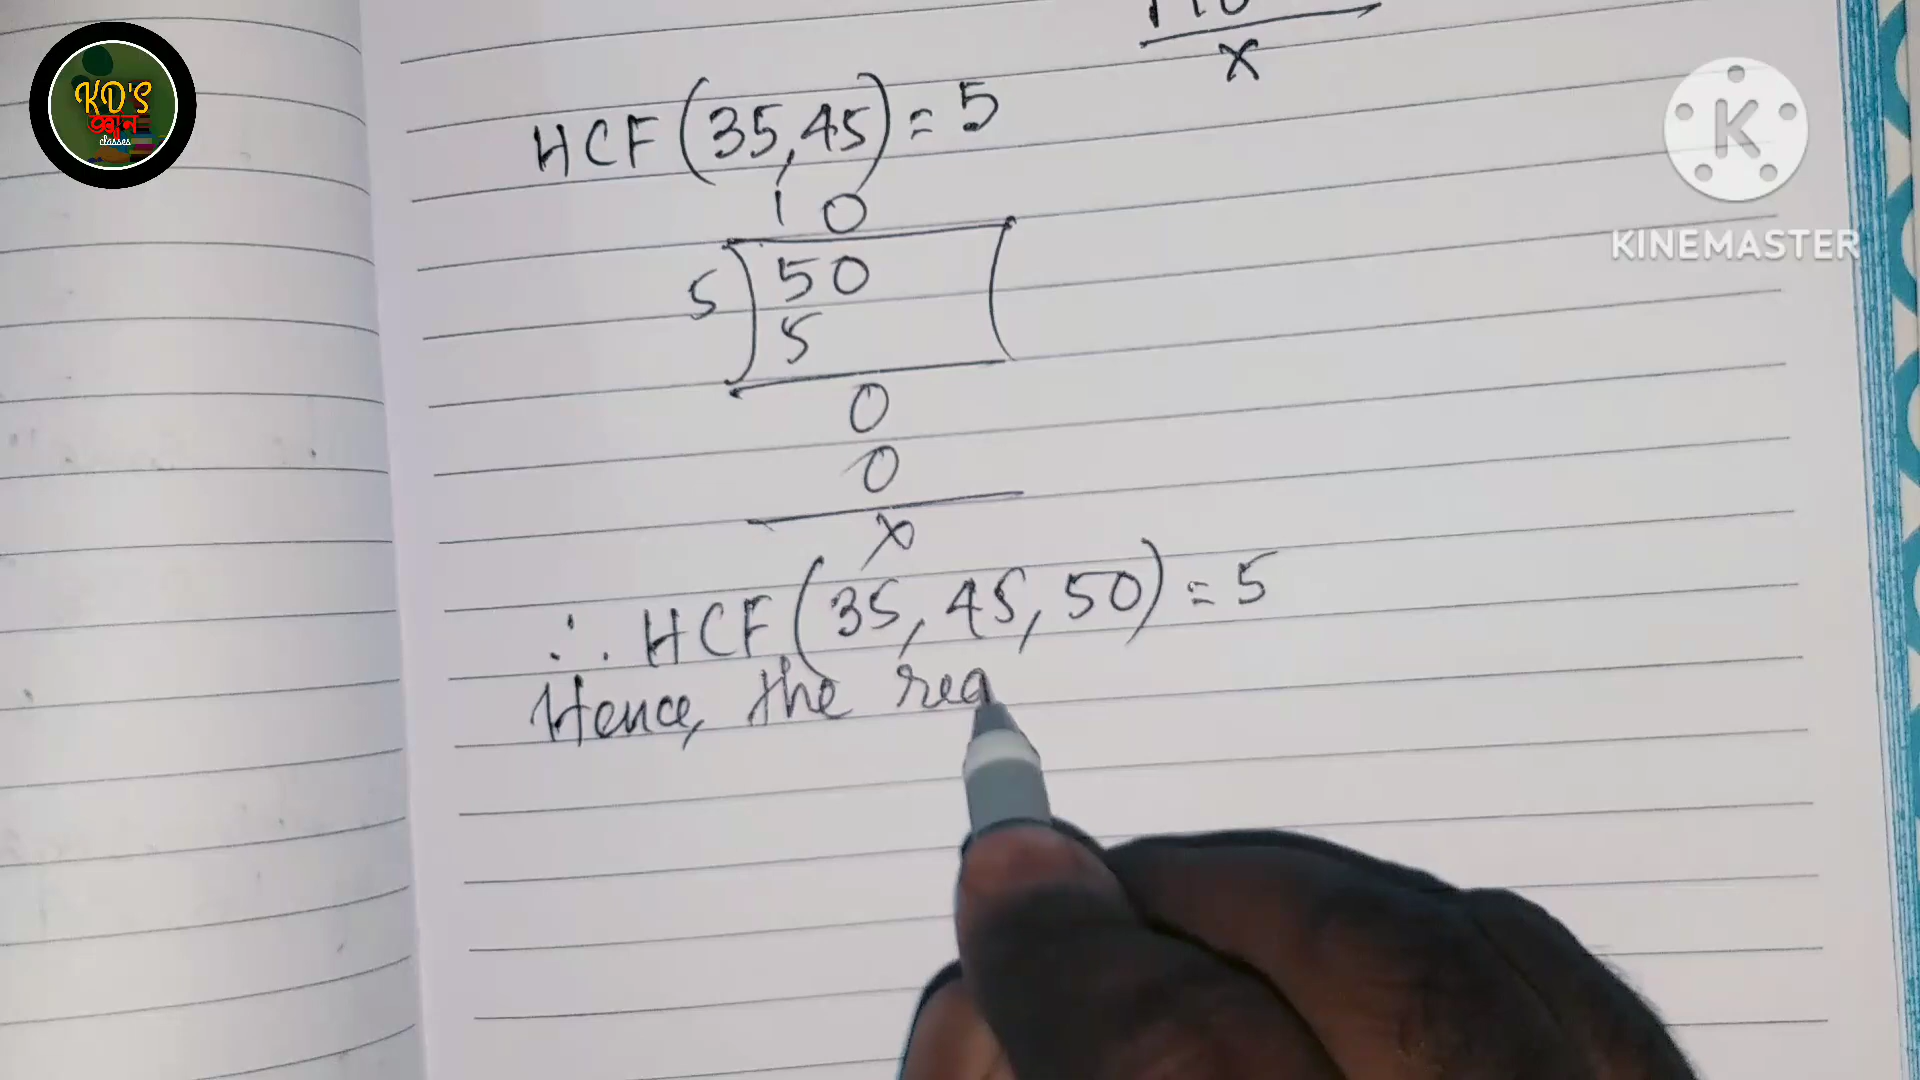 KD'S
জ্ঞান
classes
K
KINEMASTER
x
HCF (35, 45) = 5
10
5) 50 (
5
0
0
x
∴ HCF (35, 45, 50) = 5
Hence, the req